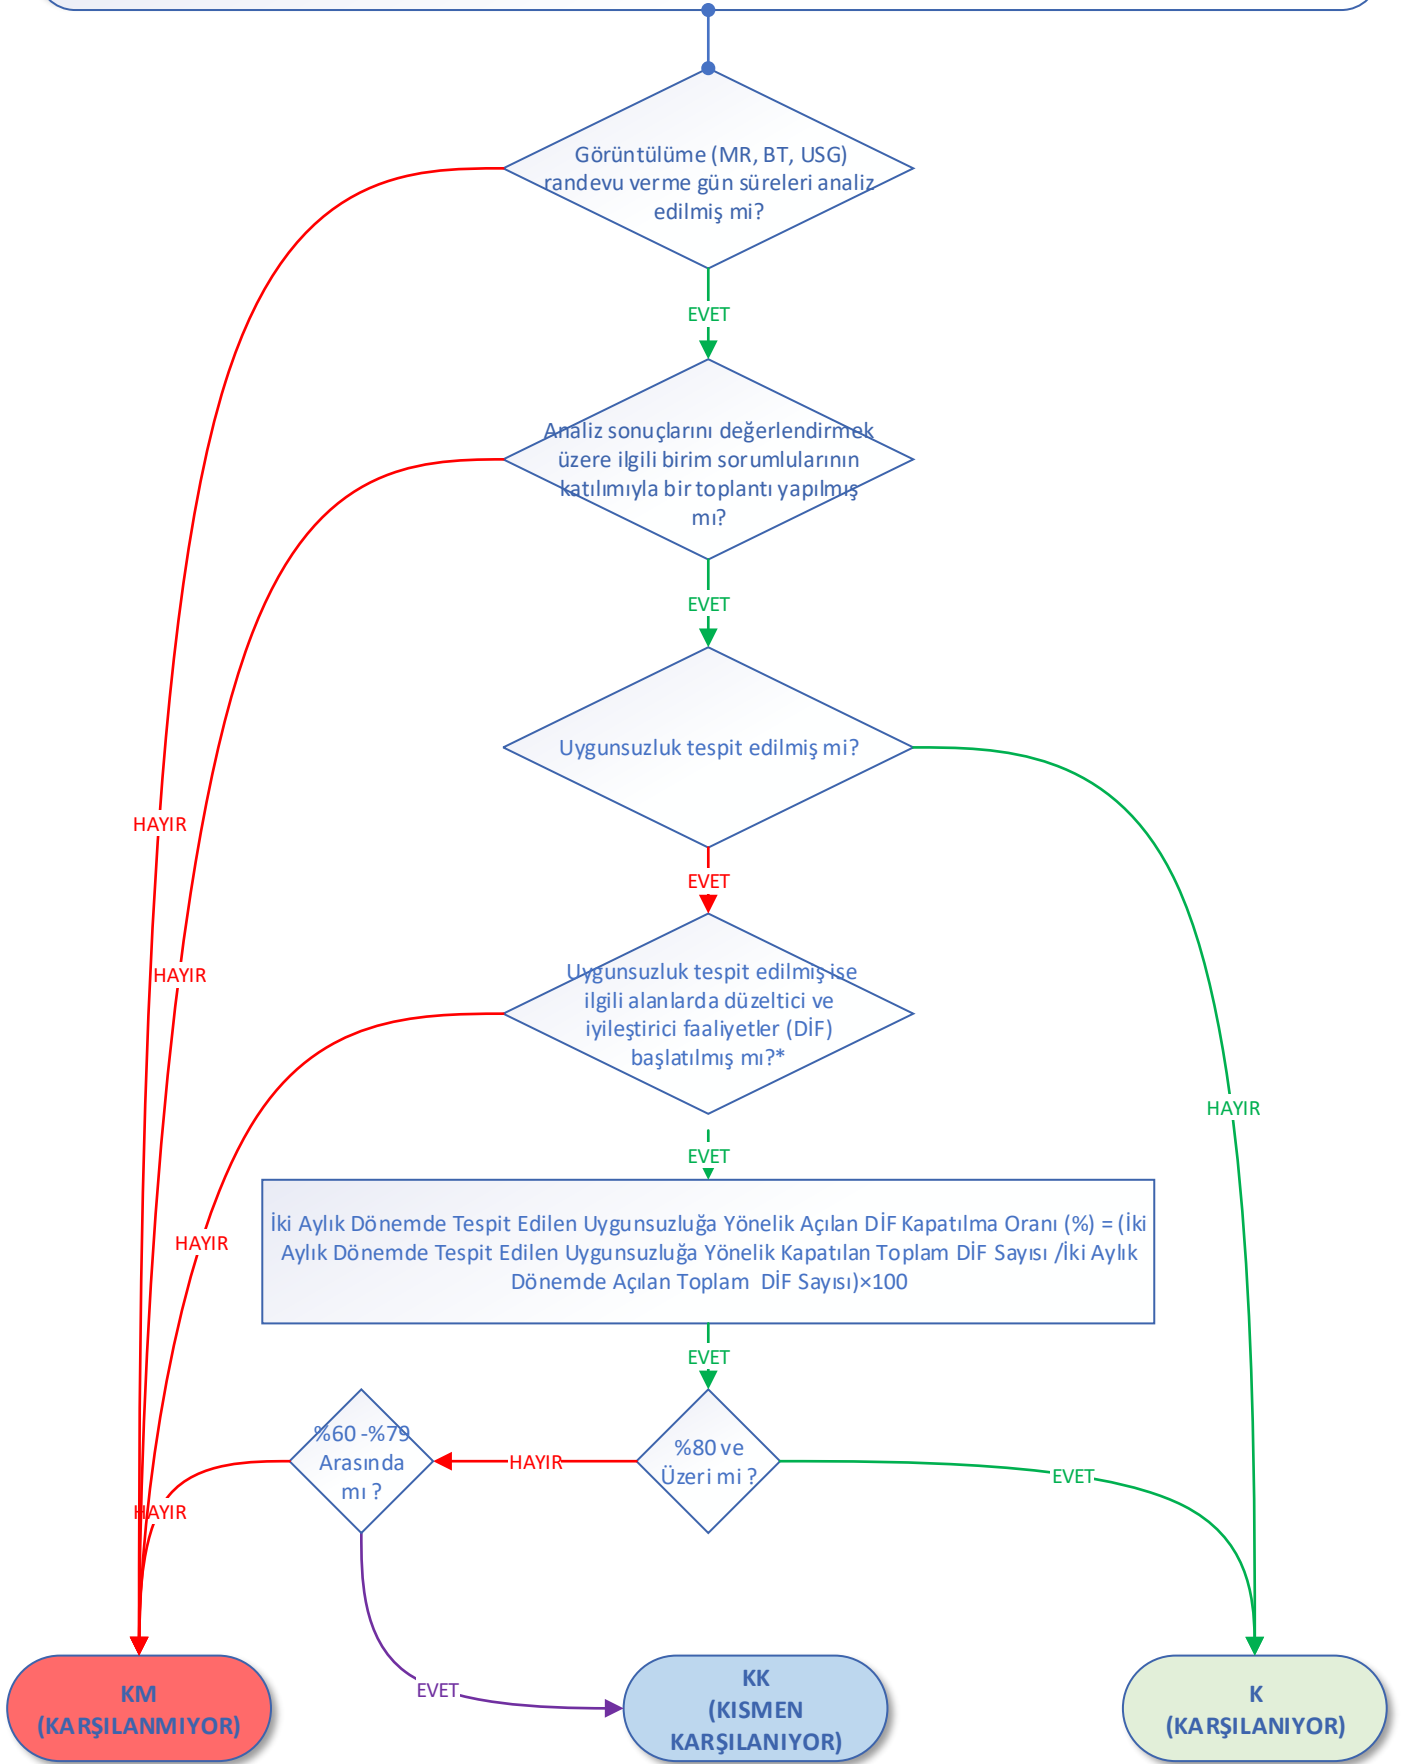 Görüntülüme (MR, BT, USG)
randevu verme gün süreleri analiz
edilmiş mi?
EVET
Analiz sonuçlarını değerlendirmek
üzere ilgili birim sorumlularının
katılımıyla bir toplantı yapılmış
mı?
EVET
Uygunsuzluk tespit edilmiş mi?
HAYIR
EVET
HAYIR
Uygunsuzluk tespit edilmiş ise
ilgili alanlarda düzeltici ve
iyileştirici faaliyetler (DİF)
başlatılmış mı?*
HAYIR
EVET
HAYIR
İki Aylık Dönemde Tespit Edilen Uygunsuzluğa Yönelik Açılan DİF Kapatılma Oranı (%) = (İki
Aylık Dönemde Tespit Edilen Uygunsuzluğa Yönelik Kapatılan Toplam DİF Sayısı /İki Aylık
Dönemde Açılan Toplam DİF Sayısı)×100
EVET
%60 -%79
Arasında
mı ?
HAYIR
%80 ve
Üzeri mi ?
EVET
HAYIR
EVET
KM
(KARŞILANMIYOR)
KK
(KISMEN
KARŞILANIYOR)
K
(KARŞILANIYOR)